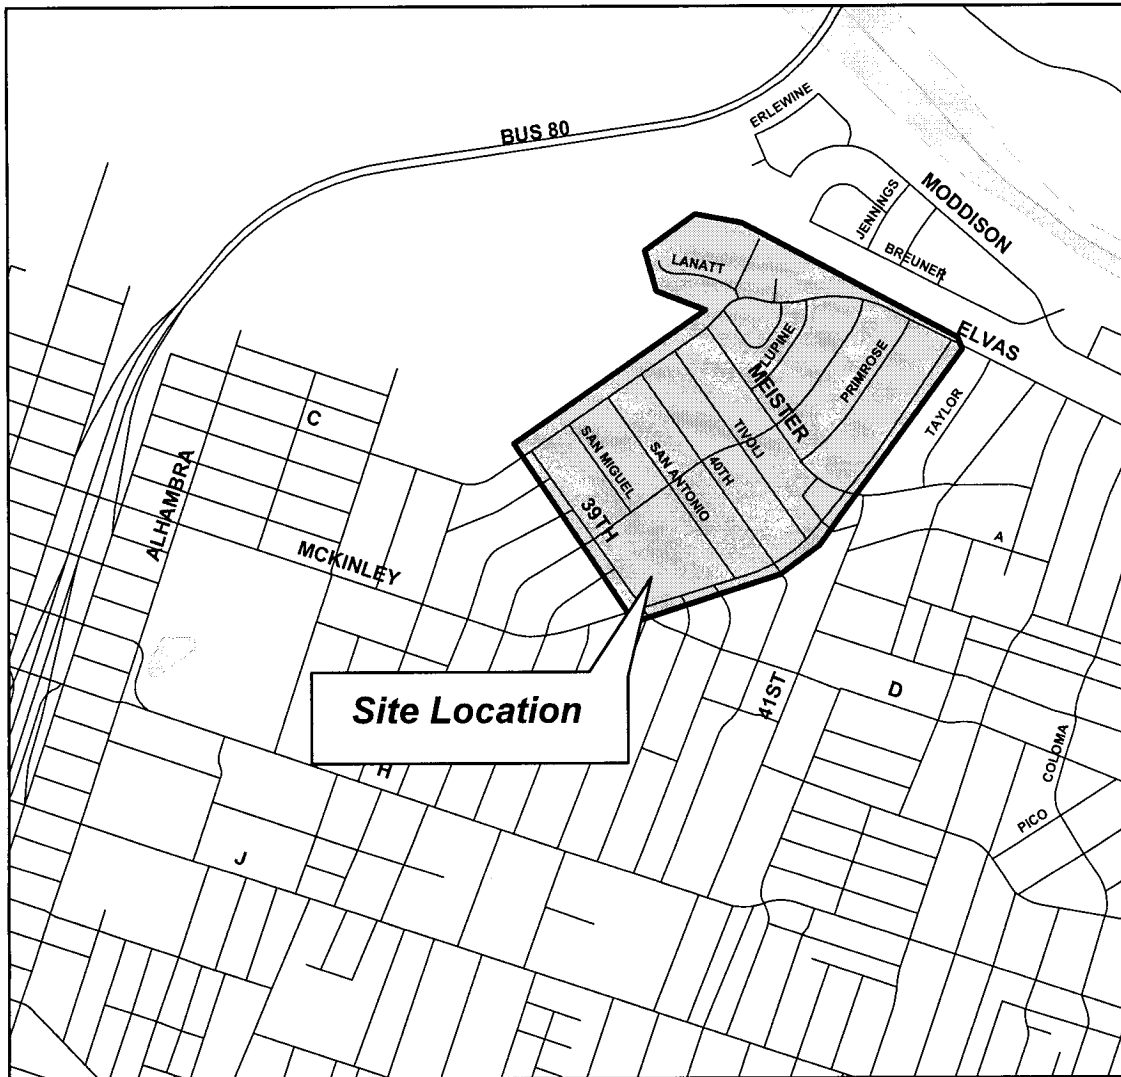 BUS 80
ERLEWINE
MODDISON
JENNINGS
BREUNER
LANATT
ELVAS
LUPINE
MEISTER
PRIMROSE
TAYLOR
C
TIVOLI
SAN MIGUEL
SAN ANTONIO
40TH
39TH
ALHAMBRA
MCKINLEY
A
Site Location
41ST
D
COLOMA
H
PICO
J